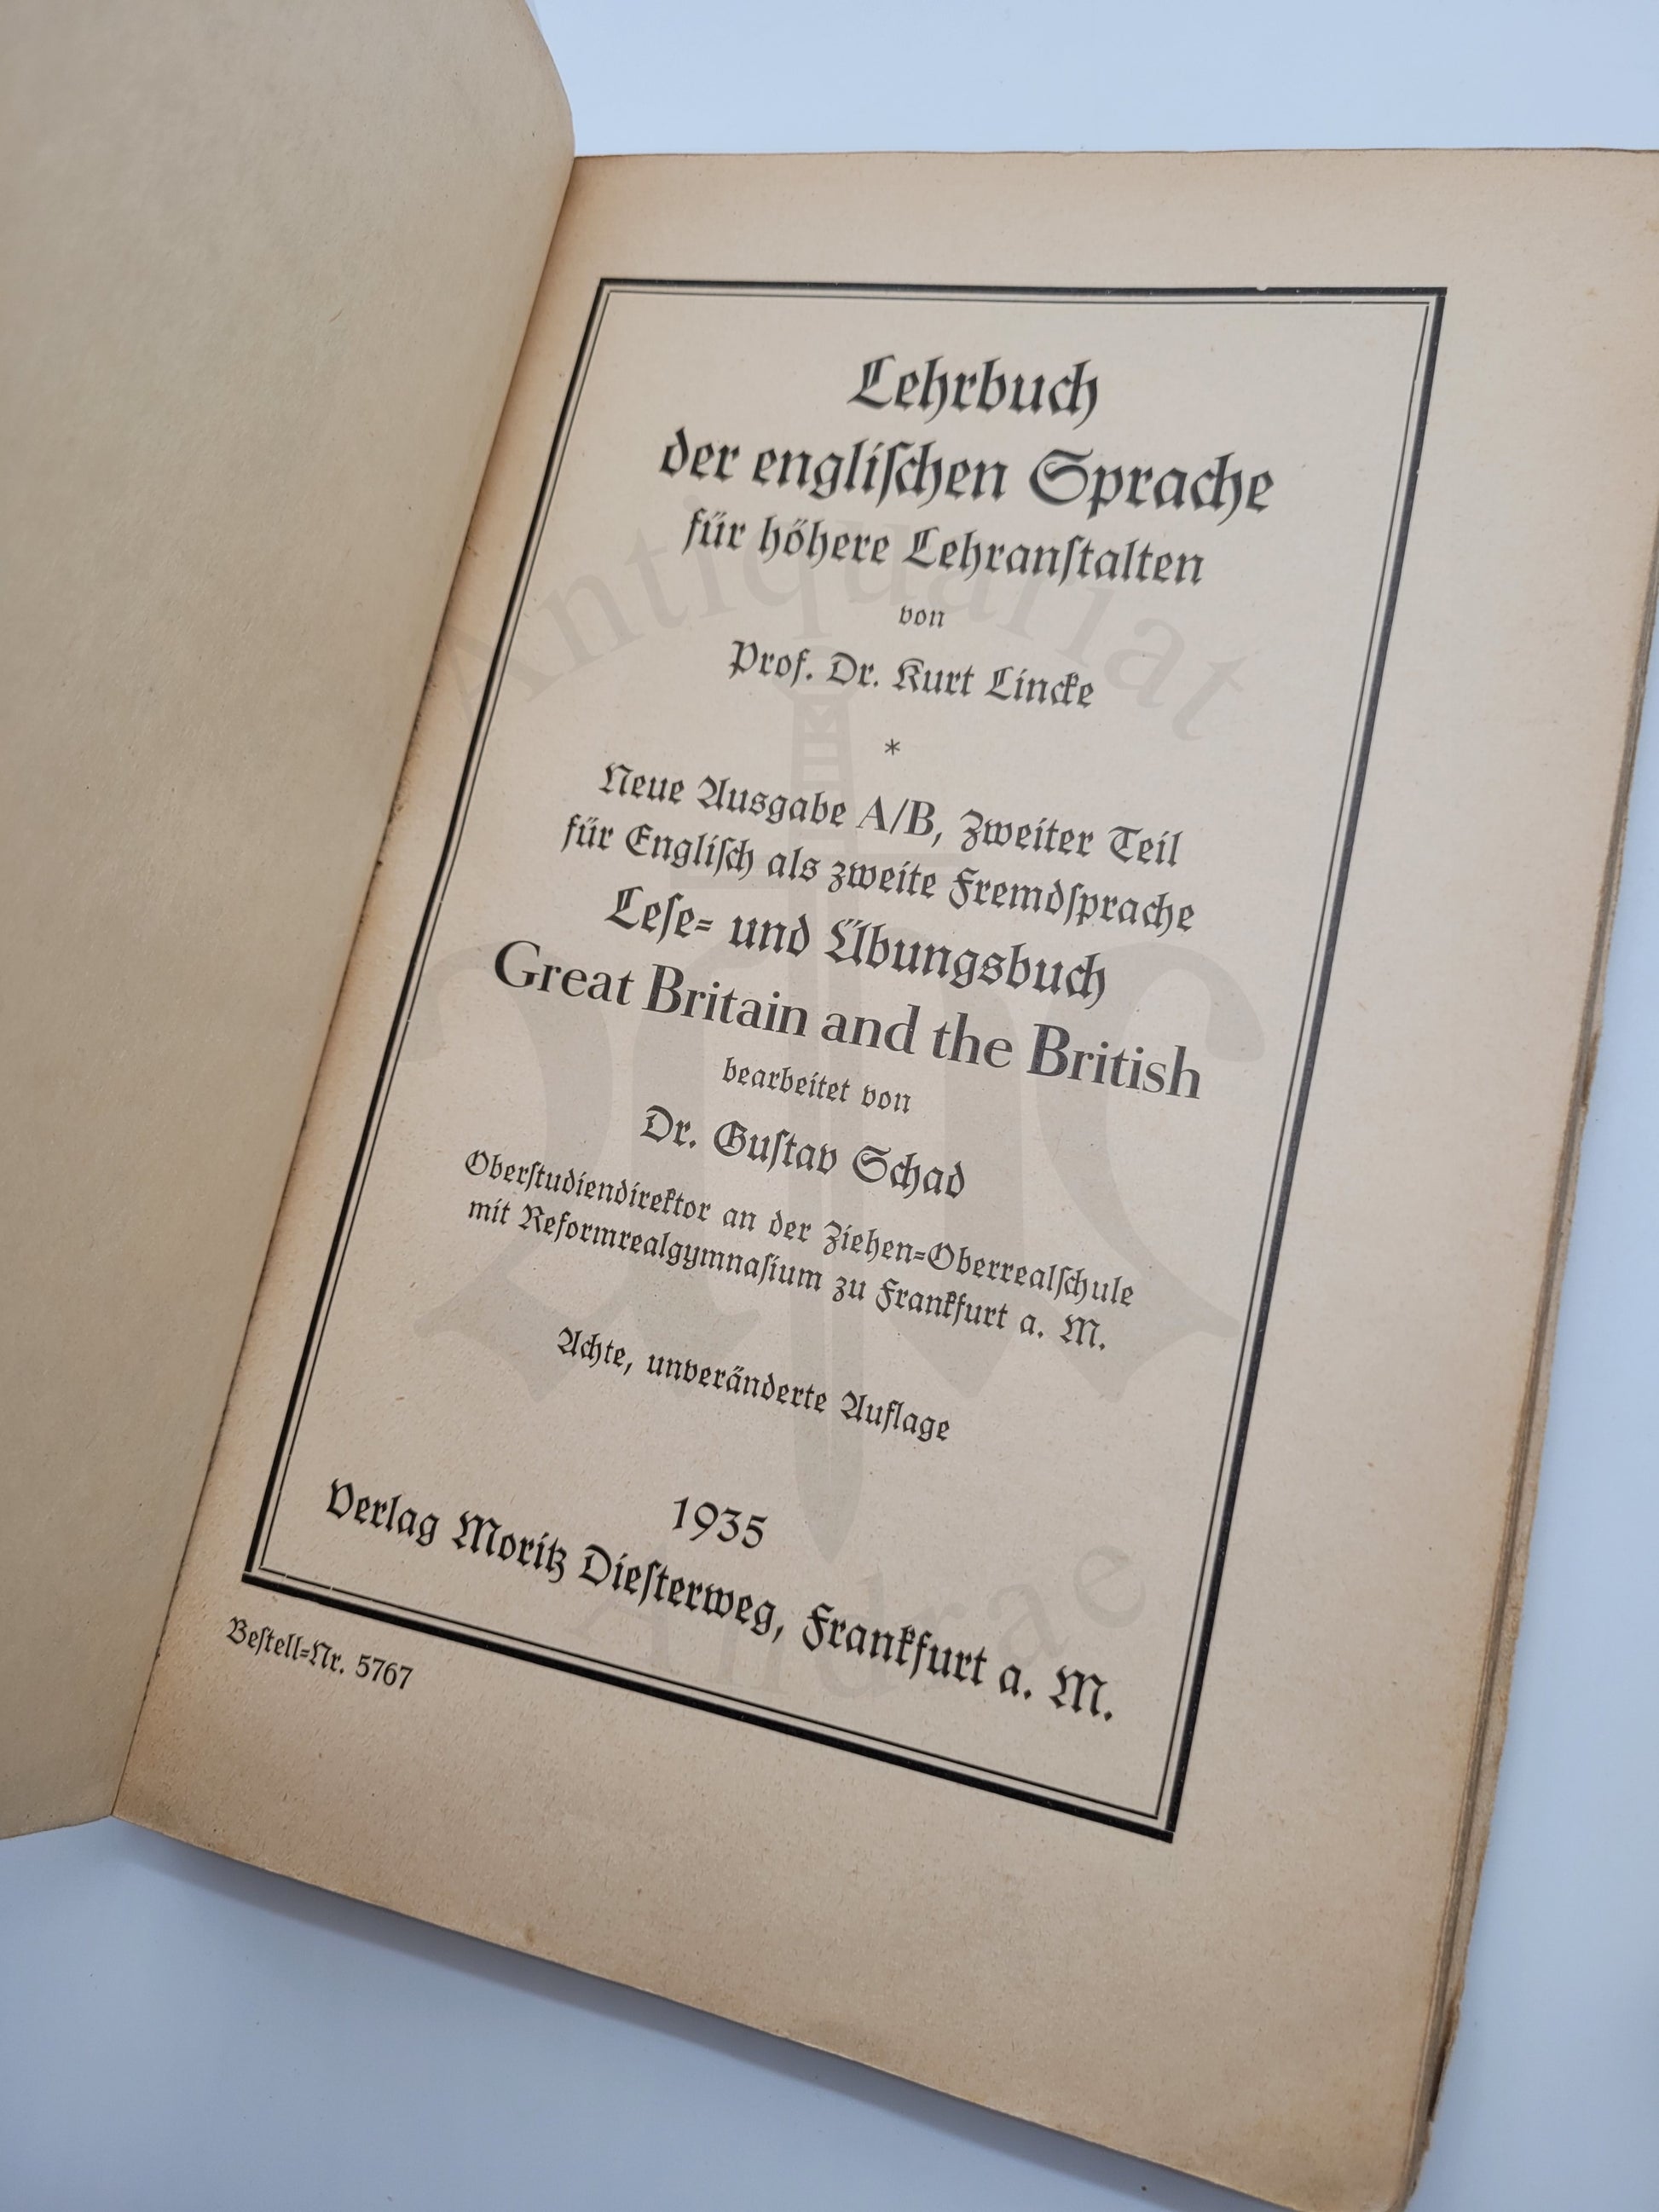 Lehrbuch
der engliſchen Sprache
für höhere Lehranſtalten
von
Prof. Dr. Kurt Lincke
*
Neue Ausgabe A/B, Zweiter Teil
für Engliſch als zweite Fremdſprache
Leſe- und Übungsbuch
Great Britain and the British
bearbeitet von
Dr. Guſtav Schad
Oberſtudiendirektor an der Ziehen-Oberrealſchule
mit Reformrealgymnaſium zu Frankfurt a. M.
Achte, unveränderte Auflage
1935
Verlag Moritz Dieſterweg, Frankfurt a. M.
Beſtell-Nr. 5767
Antiquariat
Thdrae